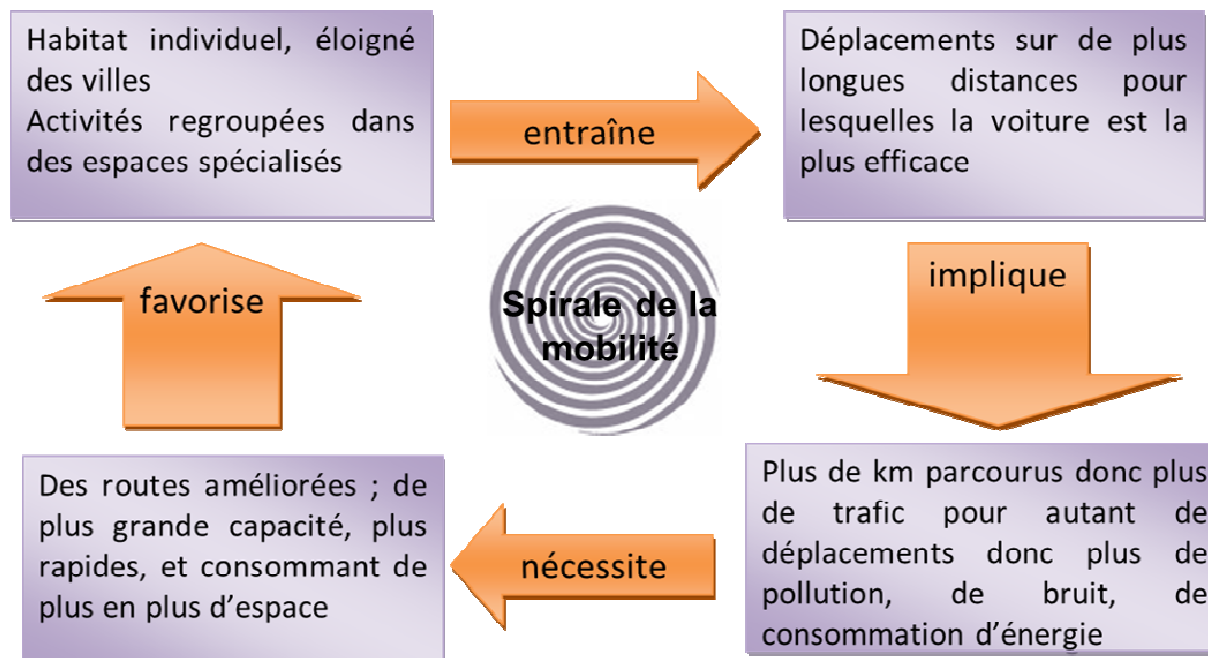 Habitat individuel, éloigné
des villes
Activités regroupées dans
des espaces spécialisés
entraîne
Déplacements sur de plus
longues distances pour
lesquelles la voiture est la
plus efficace
implique
Plus de km parcourus donc plus
de trafic pour autant de
déplacements donc plus de
pollution, de bruit, de
consommation d'énergie
nécessite
Des routes améliorées ; de
plus grande capacité, plus
rapides, et consommant de
plus en plus d'espace
favorise
Spirale de la
mobilité